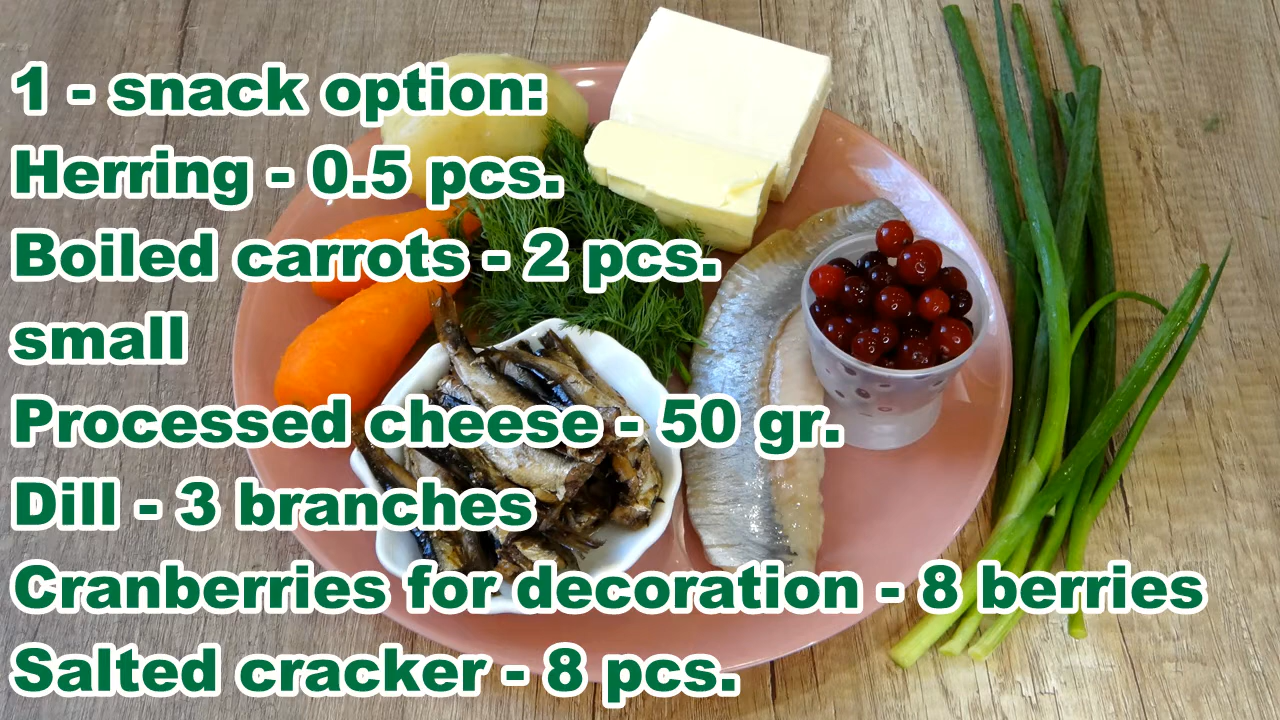 1 - snack option:
Herring - 0.5 pcs.
Boiled carrots - 2 pcs.
small
Processed cheese - 50 gr.
Dill - 3 branches
Cranberries for decoration - 8 berries
Salted cracker - 8 pcs.